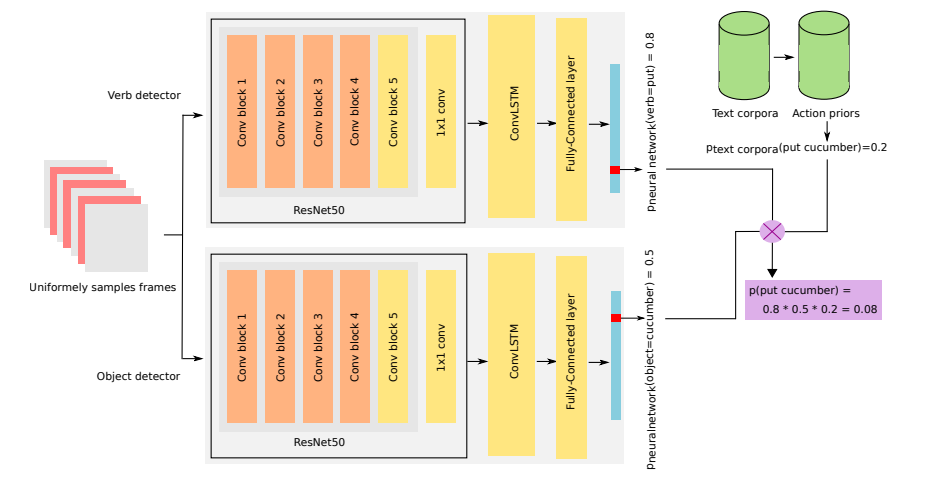 Verb detector
Object detector
Uniformely samples frames
Conv block 1
Conv block 2
Conv block 3
Conv block 4
Conv block 5
1x1 conv
ResNet50
ConvLSTM
Fully-Connected layer
Pneural network(verb=put) = 0.8
Conv block 1
Conv block 2
Conv block 3
Conv block 4
Conv block 5
1x1 conv
ResNet50
ConvLSTM
Fully-Connected layer
Pneuralnetwork(object=cucumber) = 0.5
Text corpora
Action priors
Ptext corpora(put cucumber)=0.2
p(put cucumber) =
0.8 * 0.5 * 0.2 = 0.08